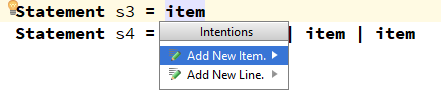 Statement s3 = item
Statement s4 = | item | item
Intentions
Add New Item.
Add New Line.